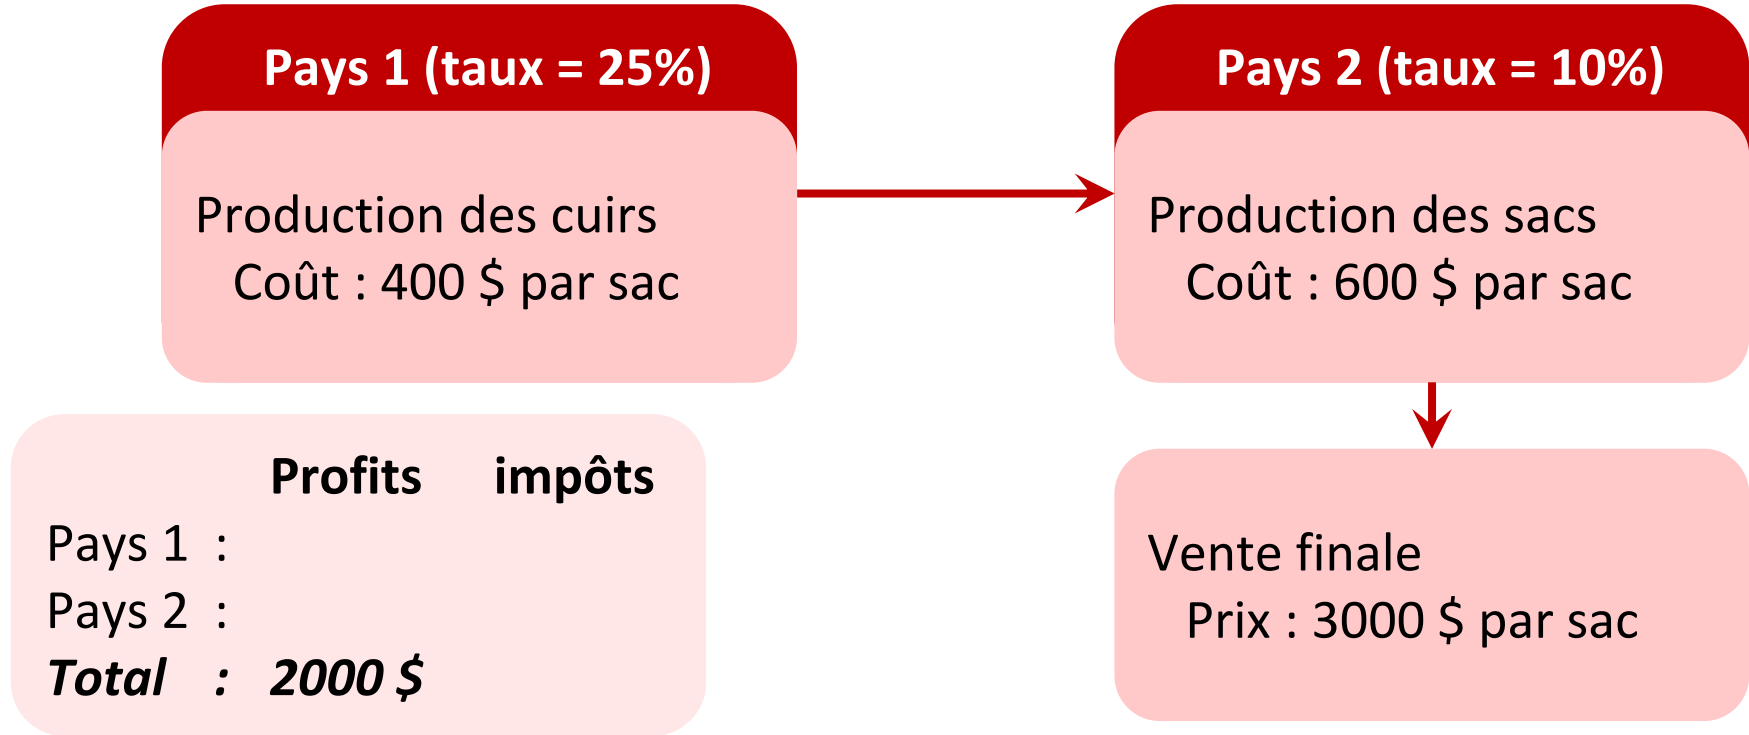 Pays 1 (taux = 25%)
Production des cuirs
Coût : 400 $ par sac
Pays 2 (taux = 10%)
Production des sacs
Coût : 600 $ par sac
Profits impôts
Pays 1 :
Pays 2 :
Total : 2000 $
Vente finale
Prix : 3000 $ par sac